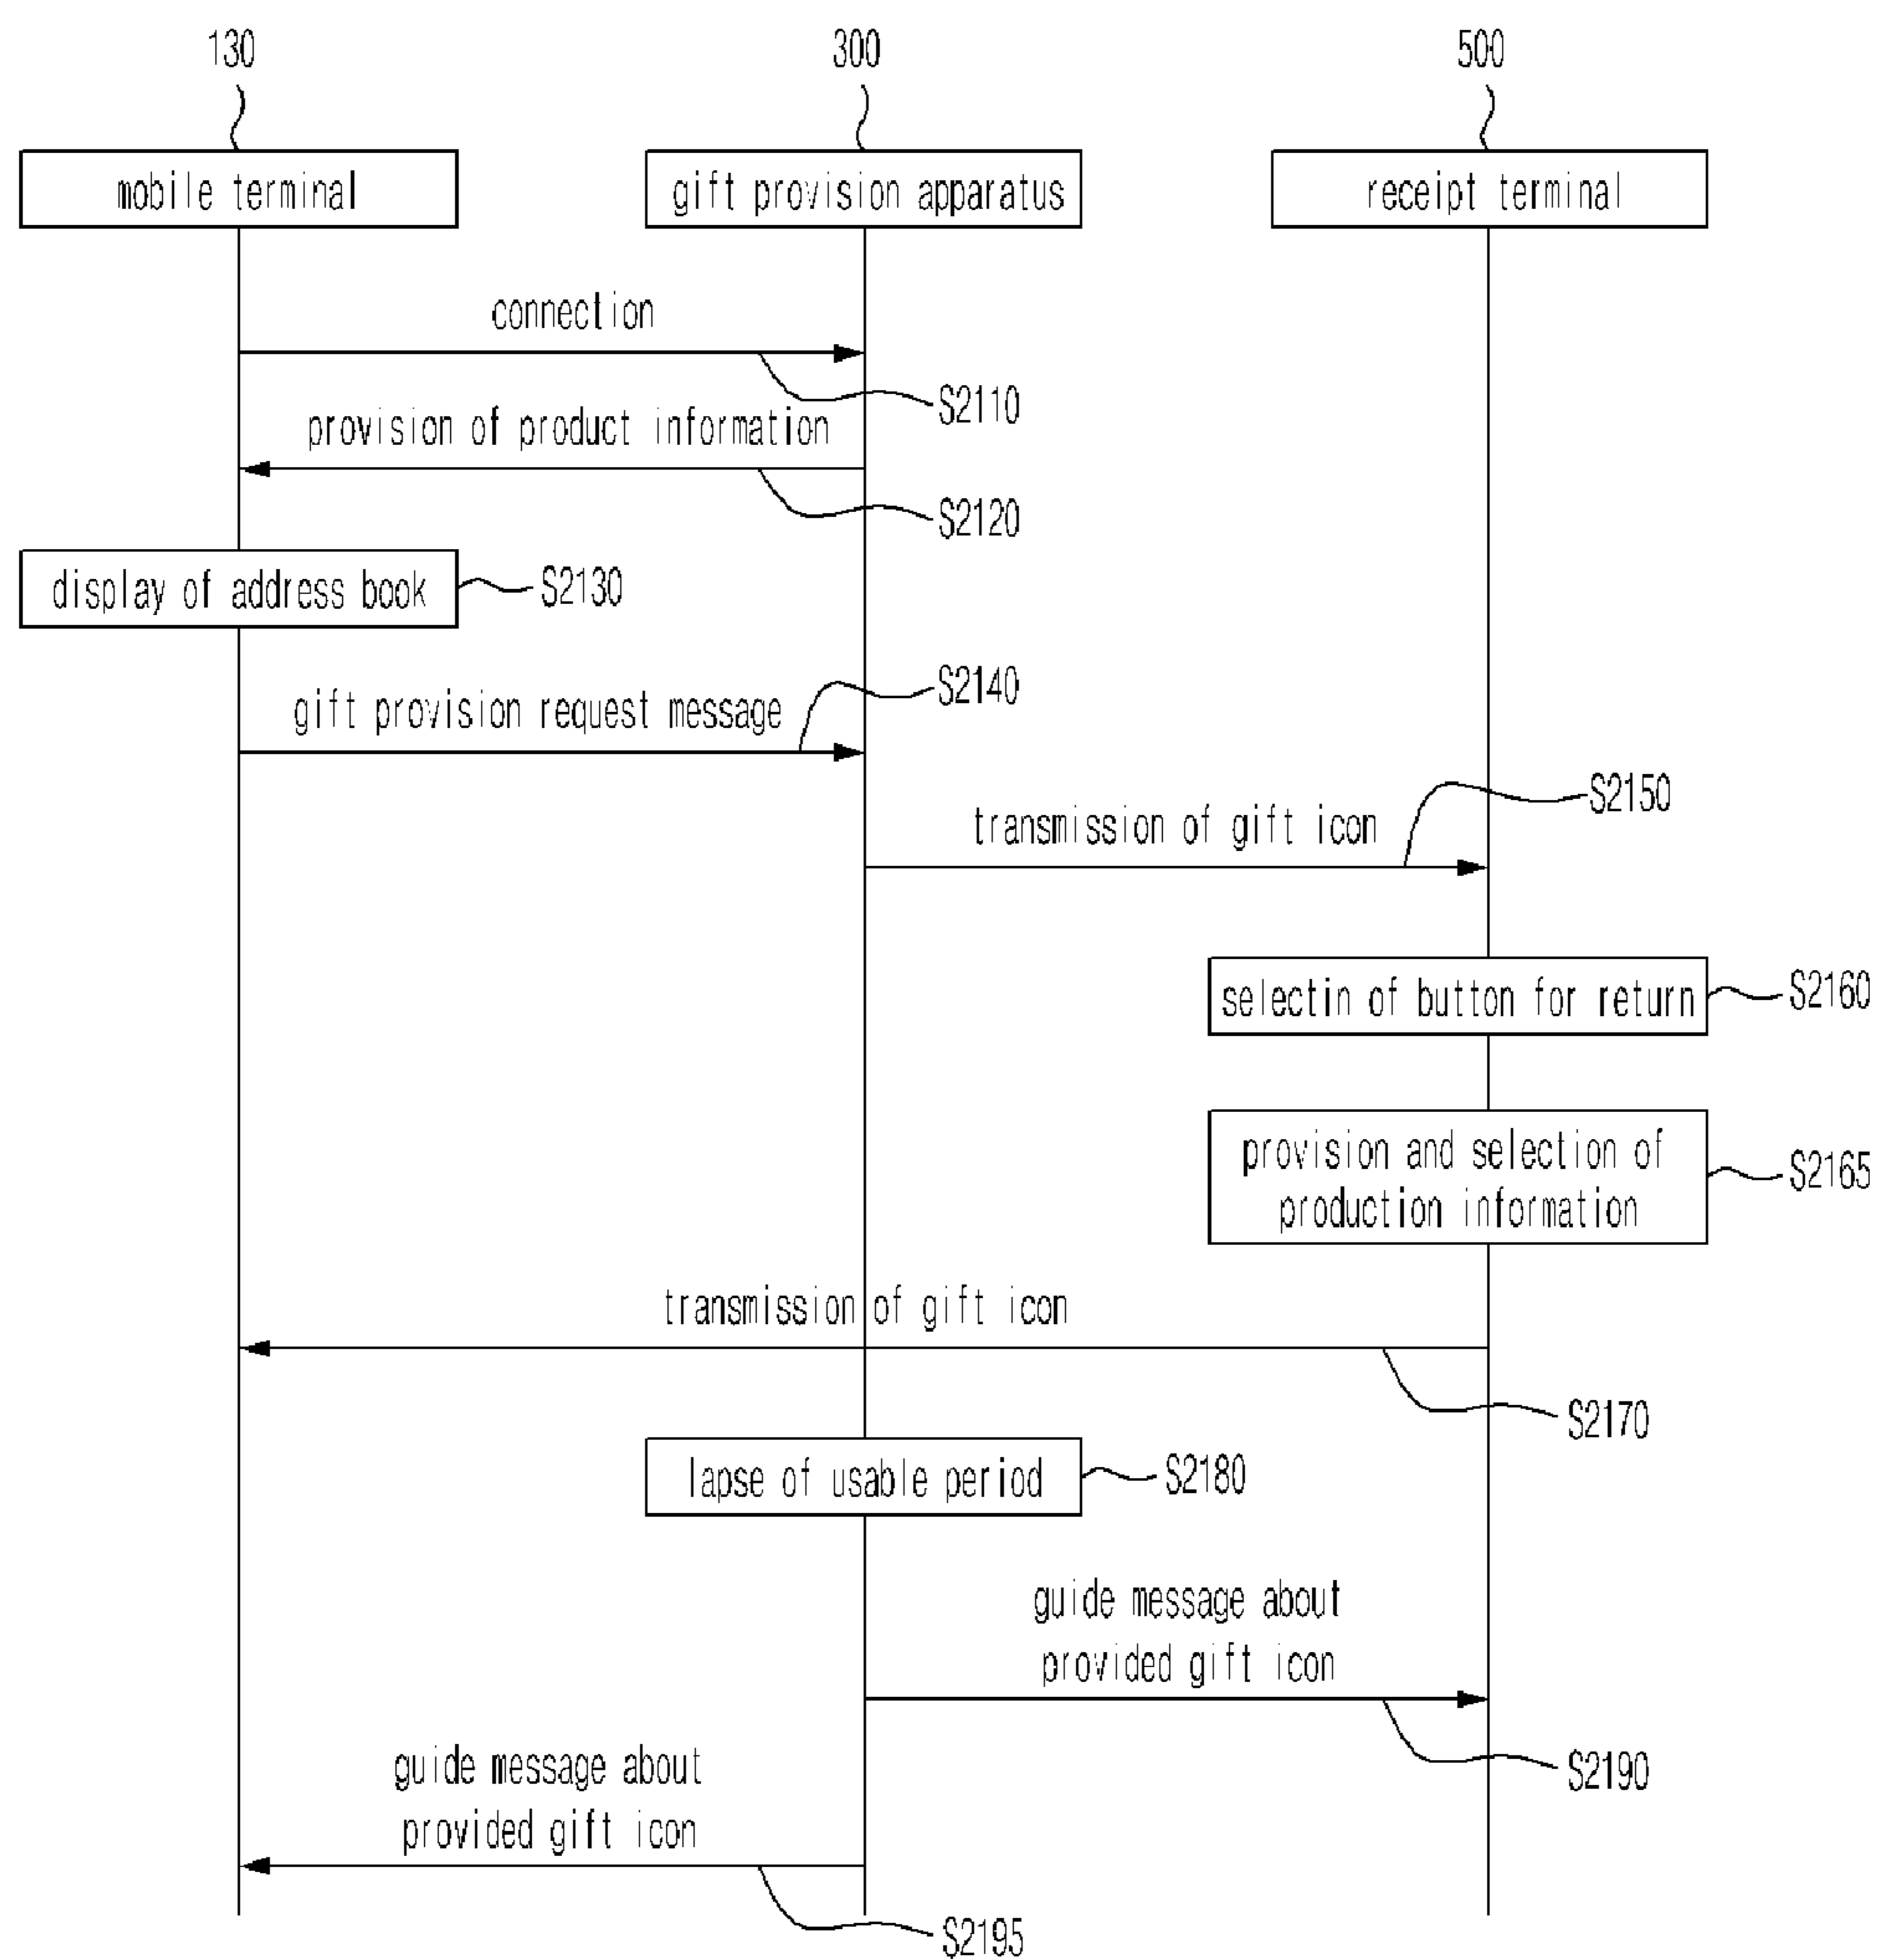 130
300
500
mobile terminal
gift provision apparatus
receipt terminal
connection
S2110
provision of product information
S2120
display of address book
S2130
S2140
gift provision request message
S2150
transmission of gift icon
selectin of button for return
S2160
provision and selection of
production information
S2165
transmission of gift icon
S2170
lapse of usable period
S2180
guide message about
provided gift icon
S2190
guide message about
provided gift icon
S2195